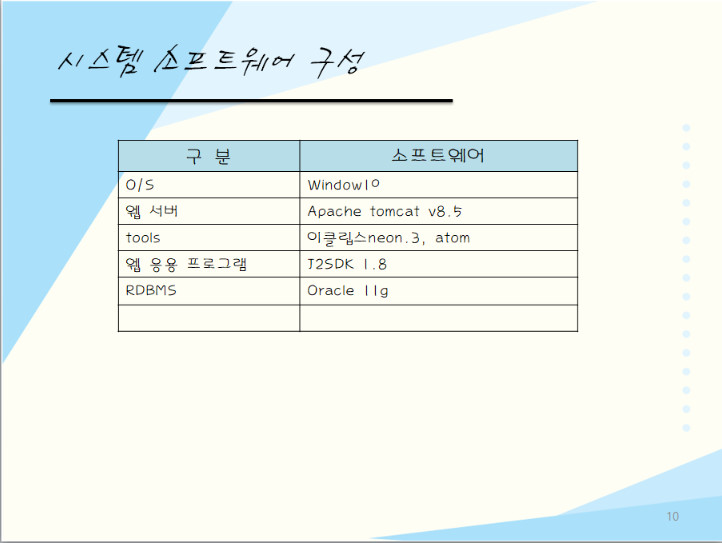 시스템 소프트웨어 구성
구 분 소프트웨어
O/S Window10
웹 서버 Apache tomcat v8.5
tools 이클립스neon.3, atom
웹 응용 프로그램 J2SDK 1.8
RDBMS Oracle 11g
10